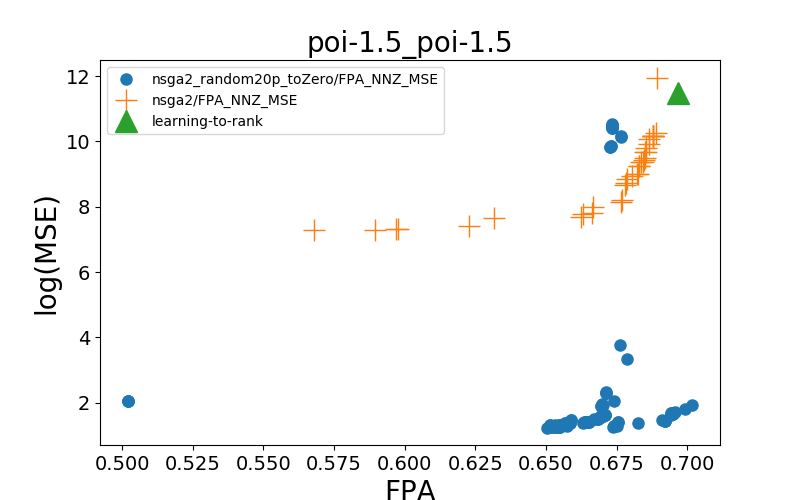 poi-1.5_poi-1.5
nsga2_random20p_toZero/FPA_NNZ_MSE
nsga2/FPA_NNZ_MSE
learning-to-rank
log(MSE)
12
10
8
6
4
2
0.500 0.525 0.550 0.575 0.600 0.625 0.650 0.675 0.700
FPA